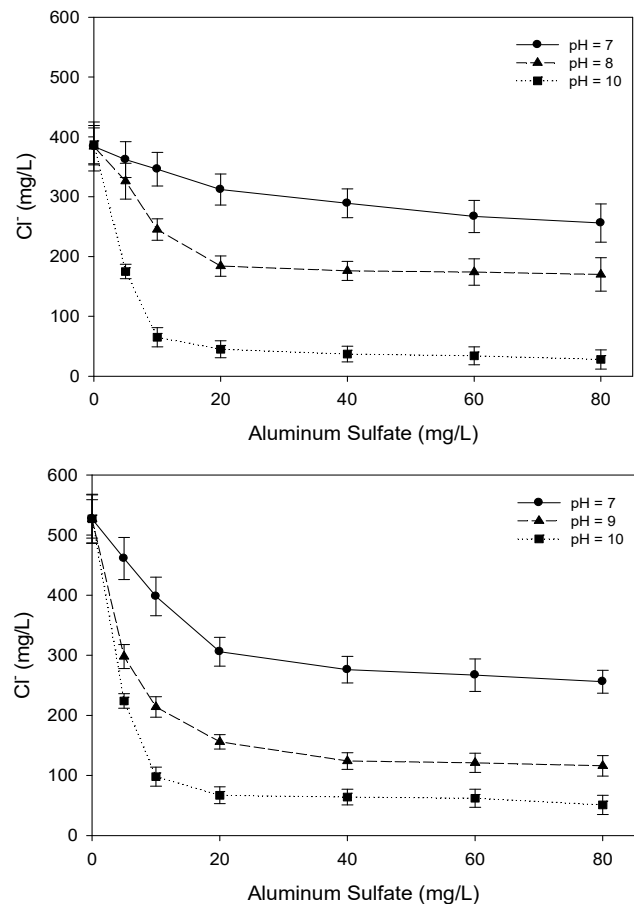 600
500
400
300
200
100
0
Cl⁻ (mg/L)
pH = 7
pH = 8
pH = 10
0 20 40 60 80
Aluminum Sulfate (mg/L)
600
500
400
300
200
100
0
Cl⁻ (mg/L)
pH = 7
pH = 9
pH = 10
0 20 40 60 80
Aluminum Sulfate (mg/L)